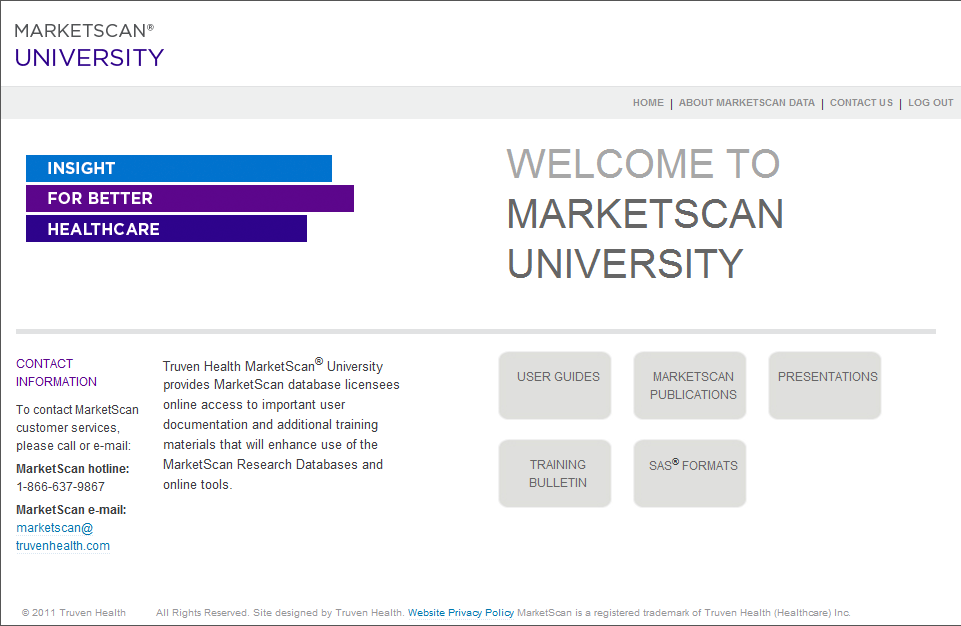 MARKETSCAN®
UNIVERSITY
HOME | ABOUT MARKETSCAN DATA | CONTACT US | LOG OUT
INSIGHT
FOR BETTER
HEALTHCARE
WELCOME TO
MARKETSCAN
UNIVERSITY
CONTACT
INFORMATION
To contact MarketScan
customer services,
please call or e-mail:
MarketScan hotline:
1-866-637-9867
MarketScan e-mail:
marketscan@
truvenhealth.com
Truven Health MarketScan® University
provides MarketScan database licensees
online access to important user
documentation and additional training
materials that will enhance use of the
MarketScan Research Databases and
online tools.
USER GUIDES
MARKETSCAN
PUBLICATIONS
PRESENTATIONS
TRAINING
BULLETIN
SAS® FORMATS
© 2011 Truven Health All Rights Reserved. Site designed by Truven Health. Website Privacy Policy MarketScan is a registered trademark of Truven Health (Healthcare) Inc.